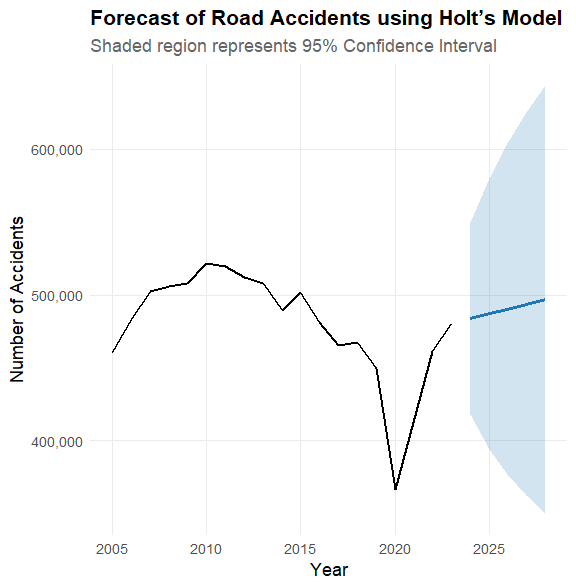 Forecast of Road Accidents using Holt’s Model
Shaded region represents 95% Confidence Interval
Number of Accidents
600,000
500,000
400,000
2005 2010 2015 2020 2025
Year